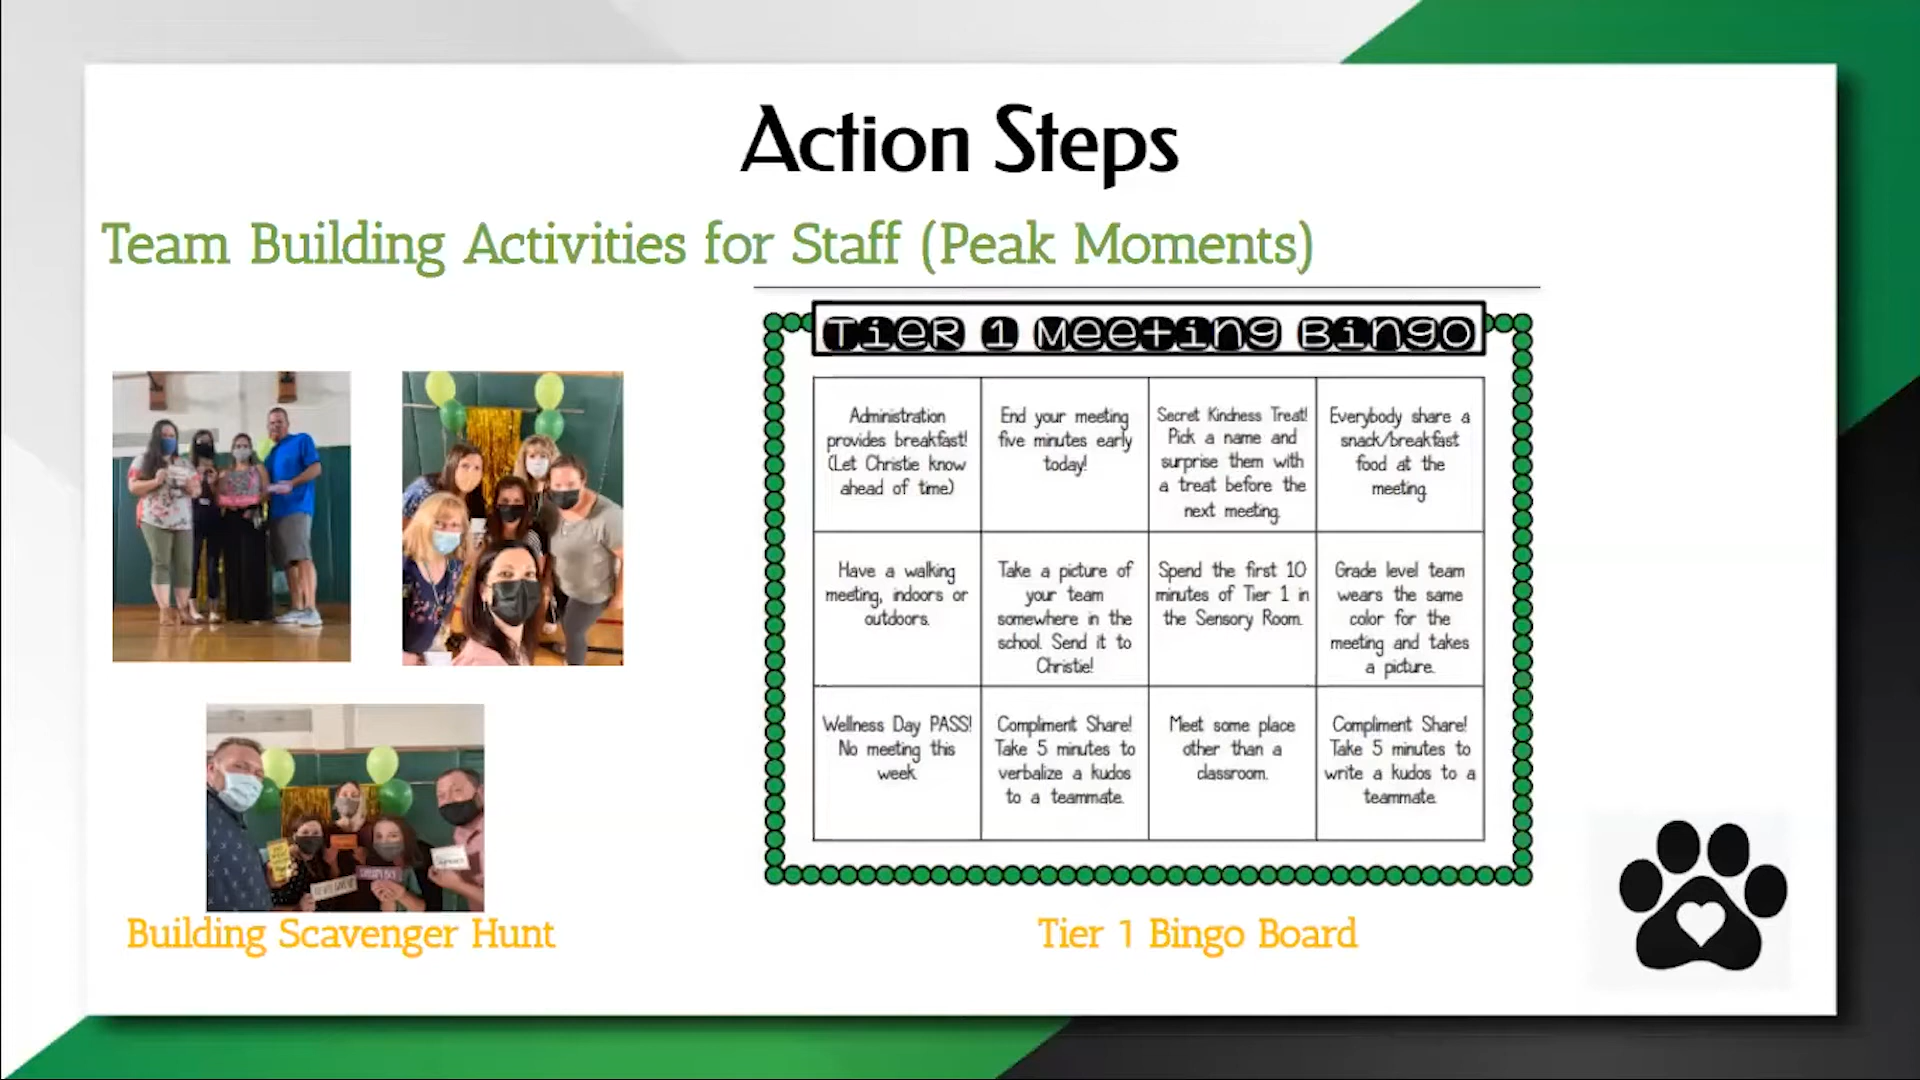 Action Steps
Team Building Activities for Staff (Peak Moments)
Tier 1 Meeting Bingo
Administration
provides breakfast!
(Let Christie know
ahead of time)
End your meeting
five minutes early
today!
Secret Kindness Treat!
Pick a name and
surprise them with
a treat before the
next meeting.
Everybody share a
snack/breakfast
food at the
meeting.
Have a walking
meeting, indoors or
outdoors.
Take a picture of
your team
somewhere in the
school. Send it to
Christie!
Spend the first 10
minutes of Tier 1 in
the Sensory Room.
Grade level team
wears the same
color for the
meeting and takes
a picture.
Wellness Day PASS!
No meeting this
week.
Compliment Share!
Take 5 minutes to
verbalize a kudos
to a teammate.
Meet some place
other than a
classroom.
Compliment Share!
Take 5 minutes to
write a kudos to a
teammate.
Building Scavenger Hunt
Tier 1 Bingo Board